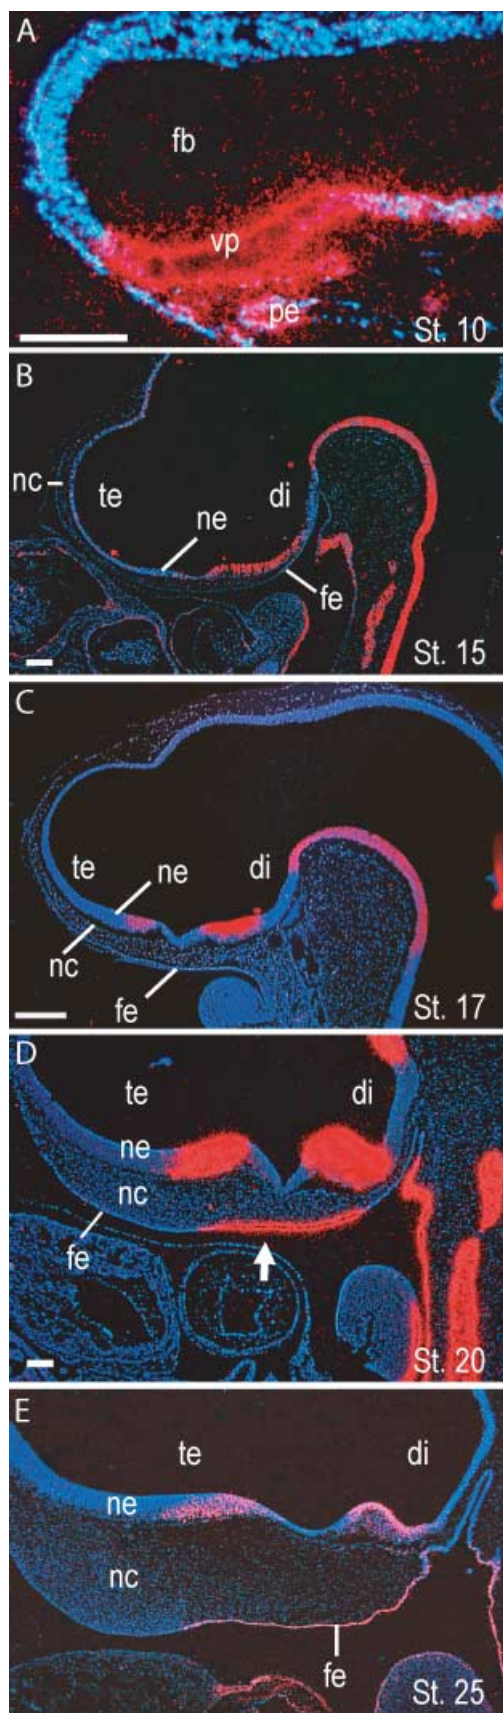 A
fb
vp
pe
St. 10
B
nc
te
di
ne
fe
St. 15
C
te
ne
di
nc
fe
St. 17
D
te
di
ne
nc
fe
St. 20
E
te
di
ne
nc
fe
St. 25